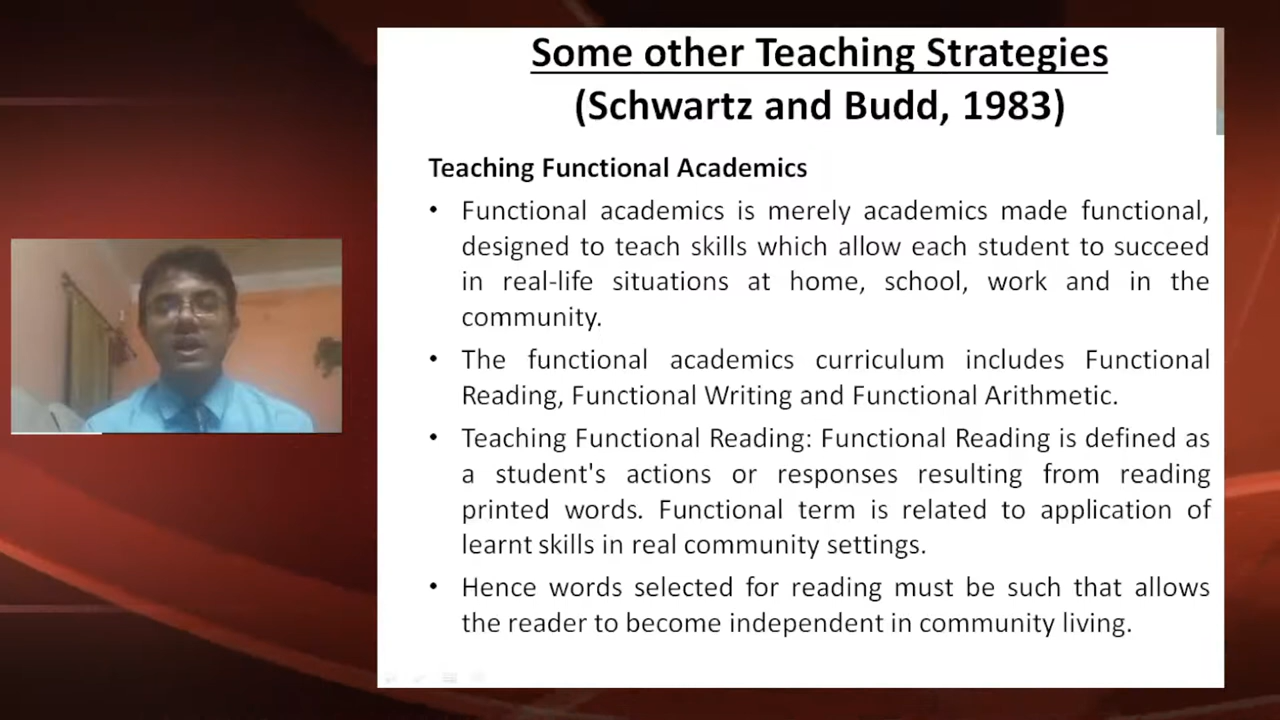 Some other Teaching Strategies
(Schwartz and Budd, 1983)
Teaching Functional Academics
• Functional academics is merely academics made functional,
designed to teach skills which allow each student to succeed
in real-life situations at home, school, work and in the
community.
• The functional academics curriculum includes Functional
Reading, Functional Writing and Functional Arithmetic.
• Teaching Functional Reading: Functional Reading is defined as
a student's actions or responses resulting from reading
printed words. Functional term is related to application of
learnt skills in real community settings.
• Hence words selected for reading must be such that allows
the reader to become independent in community living.